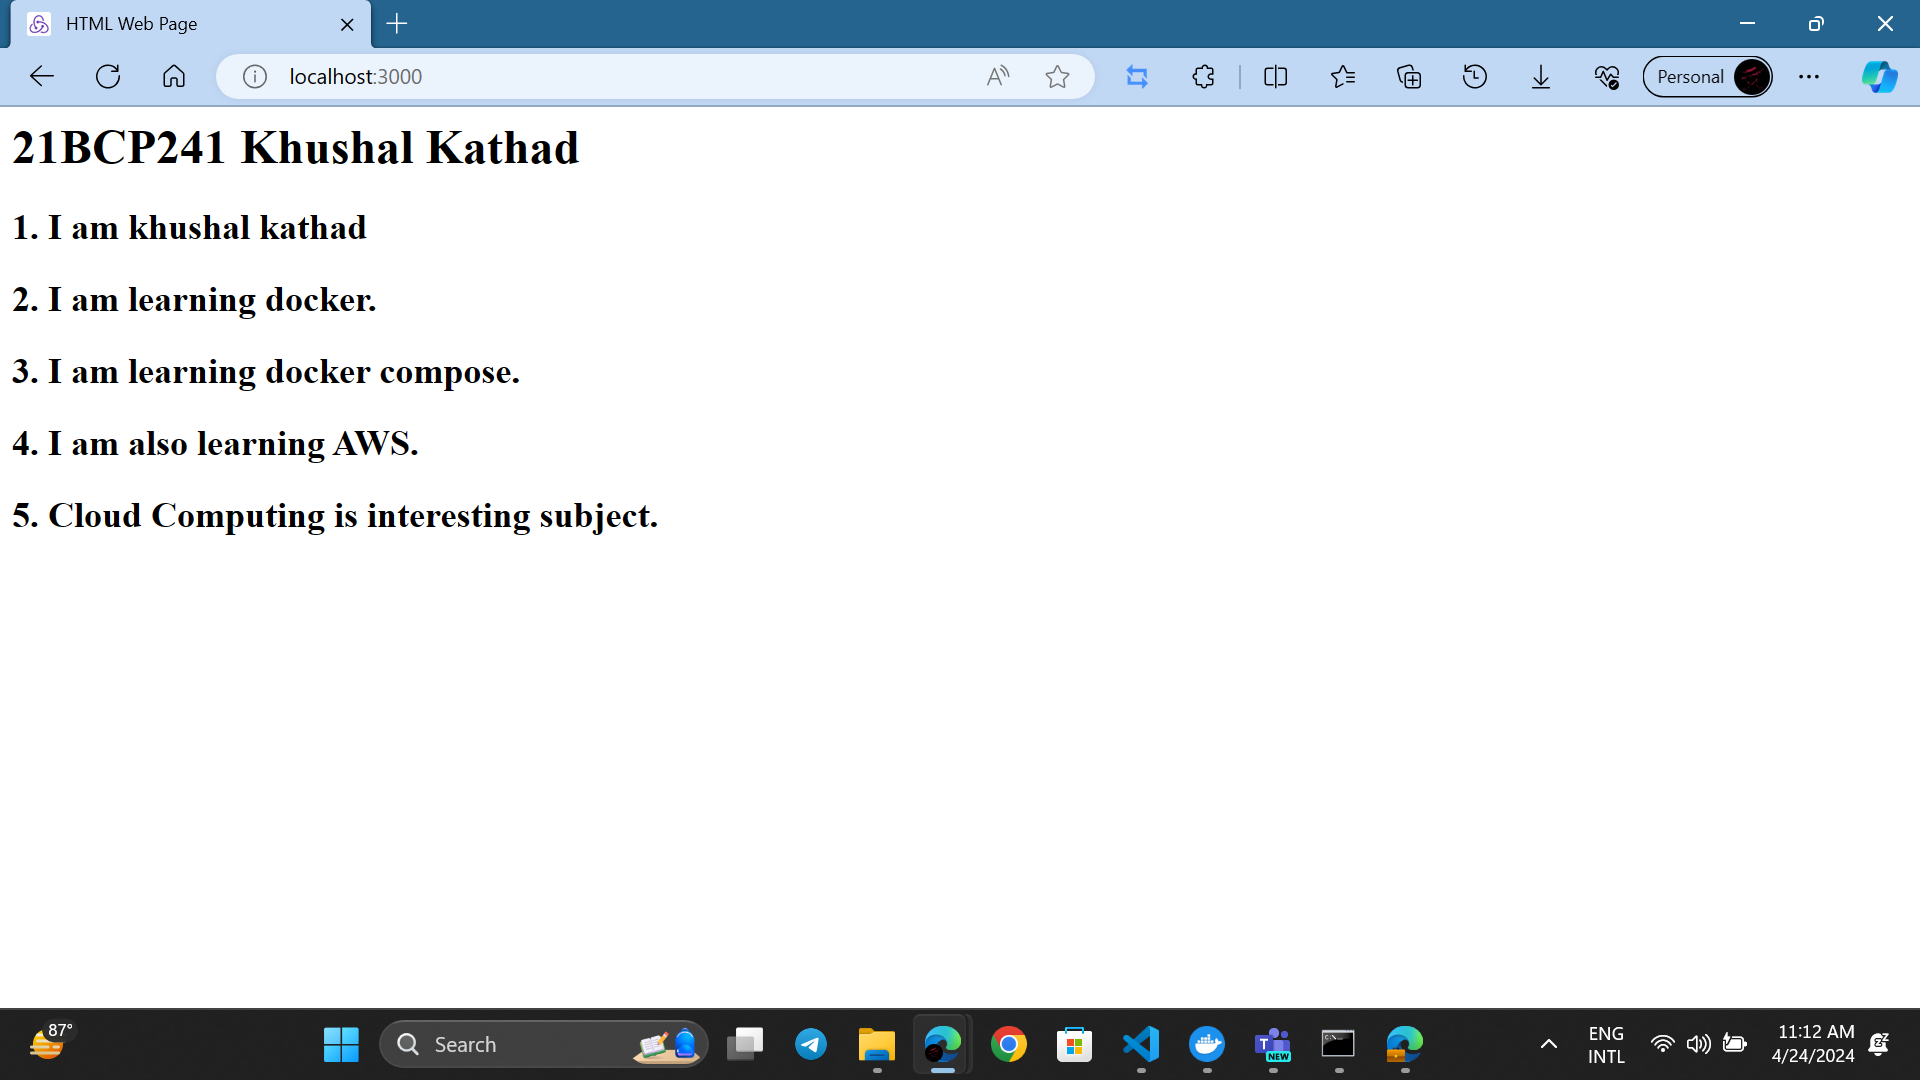 HTML Web Page
localhost:3000
Personal
21BCP241 Khushal Kathad
1. I am khushal kathad
2. I am learning docker.
3. I am learning docker compose.
4. I am also learning AWS.
5. Cloud Computing is interesting subject.
87°
Search
NEW
ENG
INTL
11:12 AM
4/24/2024